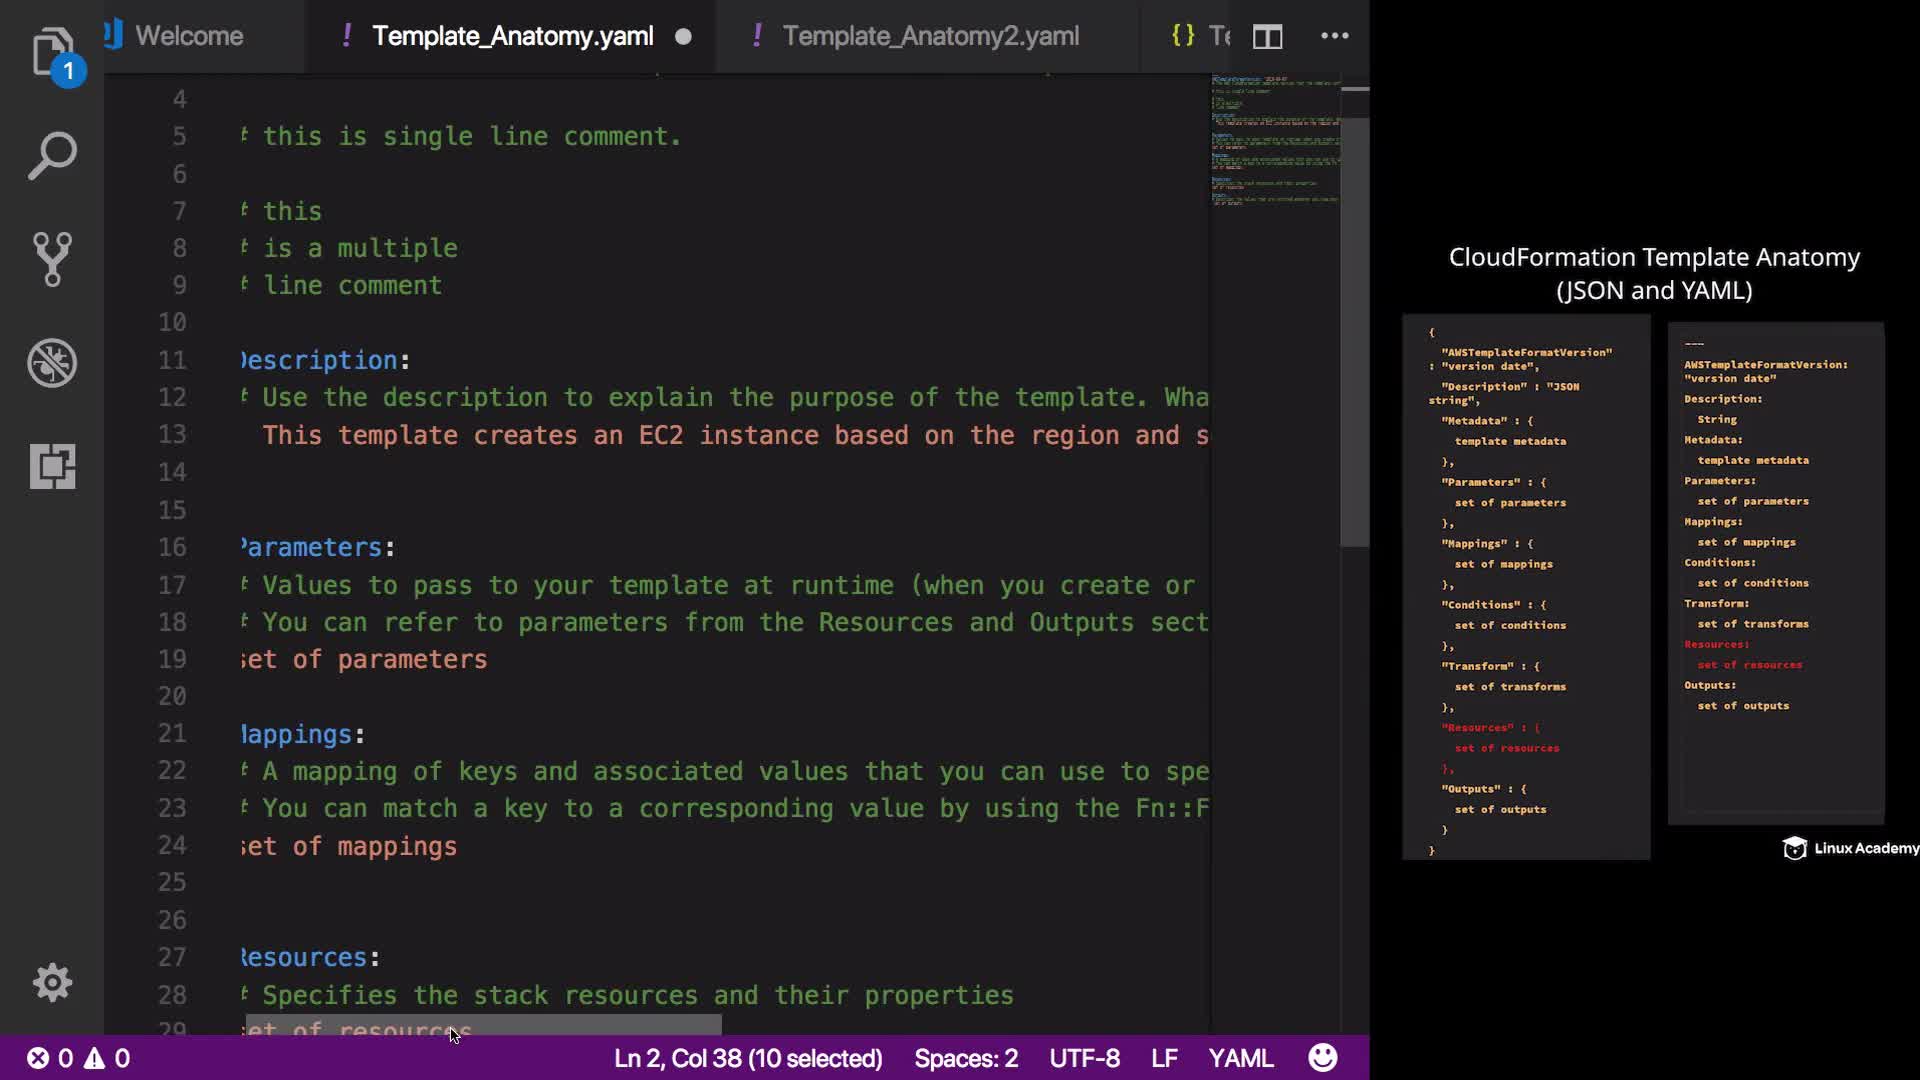 1
Welcome
! Template_Anatomy.yaml
! Template_Anatomy2.yaml
{} Te
4
5 # this is single line comment.
6
7 # this
8 # is a multiple
9 # line comment
10
11 Description:
12 # Use the description to explain the purpose of the template. Wha
13 This template creates an EC2 instance based on the region and s
14
15
16 Parameters:
17 # Values to pass to your template at runtime (when you create or
18 # You can refer to parameters from the Resources and Outputs sect
19 set of parameters
20
21 Mappings:
22 # A mapping of keys and associated values that you can use to spe
23 # You can match a key to a corresponding value by using the Fn::F
24 set of mappings
25
26
27 Resources:
28 # Specifies the stack resources and their properties
29 set of resources
0 0
Ln 2, Col 38 (10 selected)
Spaces: 2
UTF-8
LF
YAML
CloudFormation Template Anatomy
(JSON and YAML)
{
"AWSTemplateFormatVersion"
: "version date",
"Description" : "JSON
string",
"Metadata" : {
template metadata
},
"Parameters" : {
set of parameters
},
"Mappings" : {
set of mappings
},
"Conditions" : {
set of conditions
},
"Transform" : {
set of transforms
},
"Resources" : {
set of resources
},
"Outputs" : {
set of outputs
}
}
---
AWSTemplateFormatVersion:
"version date"
Description:
String
Metadata:
template metadata
Parameters:
set of parameters
Mappings:
set of mappings
Conditions:
set of conditions
Transform:
set of transforms
Resources:
set of resources
Outputs:
set of outputs
Linux Academy